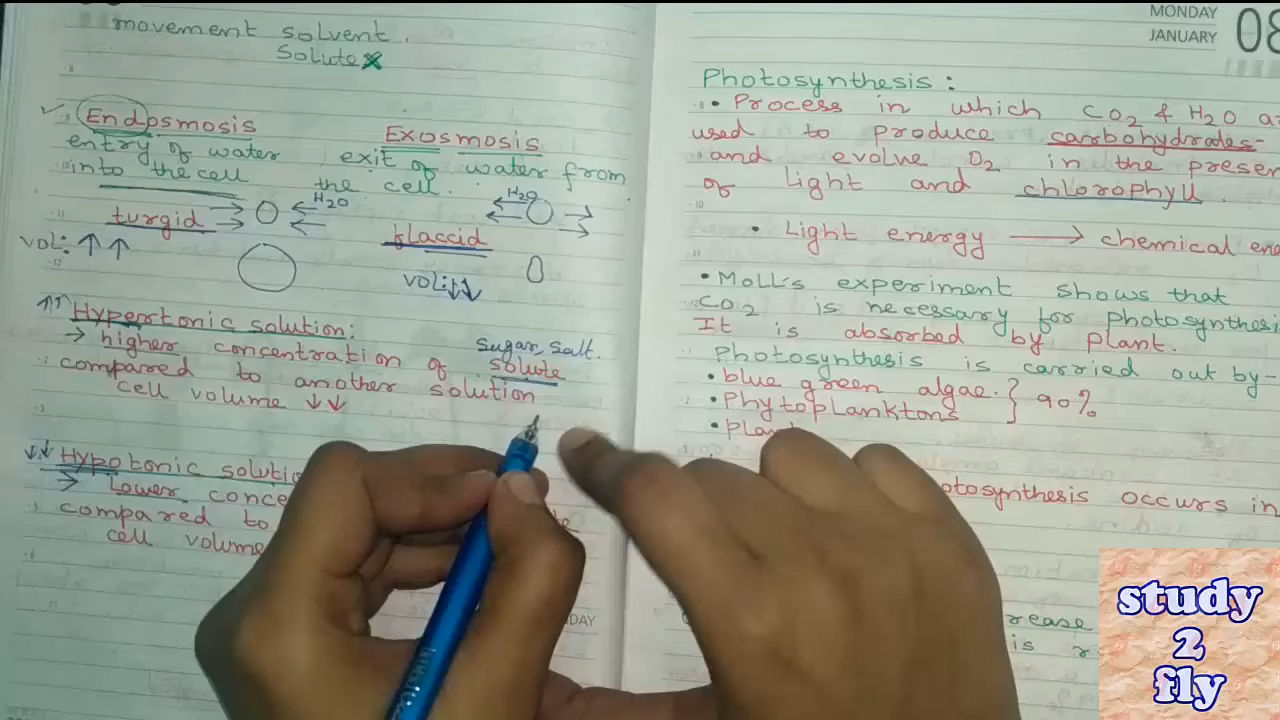 movement solvent.
Solute
Endosmosis
entry of water
into the cell
H2O
turgid
vol:
Exosmosis
exit of water from
the cell.
H2O
flaccid
vol:
Hypertonic solution:
→ higher concentration of solute
sugar, salt.
compared to another solution
cell volume ↓↓
Hypotonic
→ Lower
compared to
cell volume
MONDAY
JANUARY 08
Photosynthesis:
• Process in which CO2 & H2O
used to produce carbohydrades-
and evolve O2 in the
of light and chlorophyll.
• Light energy → chemical
• Moll's experiment shows that
CO2 is necessary for
It is absorbed by plant.
Photosynthesis is carried out by-
• blue green algae. } 90%
• Phytoplanktons
occurs in
is
study
2
fly